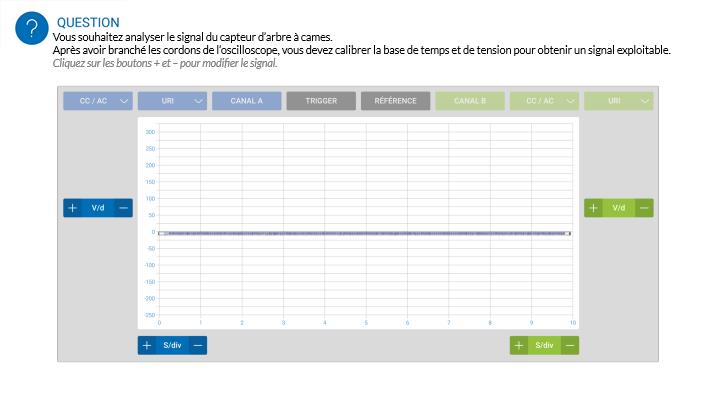 QUESTION
Vous souhaitez analyser le signal du capteur d'arbre à cames.
Après avoir branché les cordons de l'oscilloscope, vous devez calibrer la base de temps et de tension pour obtenir un signal exploitable.
Cliquez sur les boutons + et – pour modifier le signal.
CC / AC URI CANAL A TRIGGER RÉFÉRENCE CANAL B CC / AC URI
300
250
200
150
100
50
0
-50
-100
-150
-200
-250
0 1 2 3 4 5 6 7 8 9 10
+ V/d –
+ V/d –
+ S/div –
+ S/div –